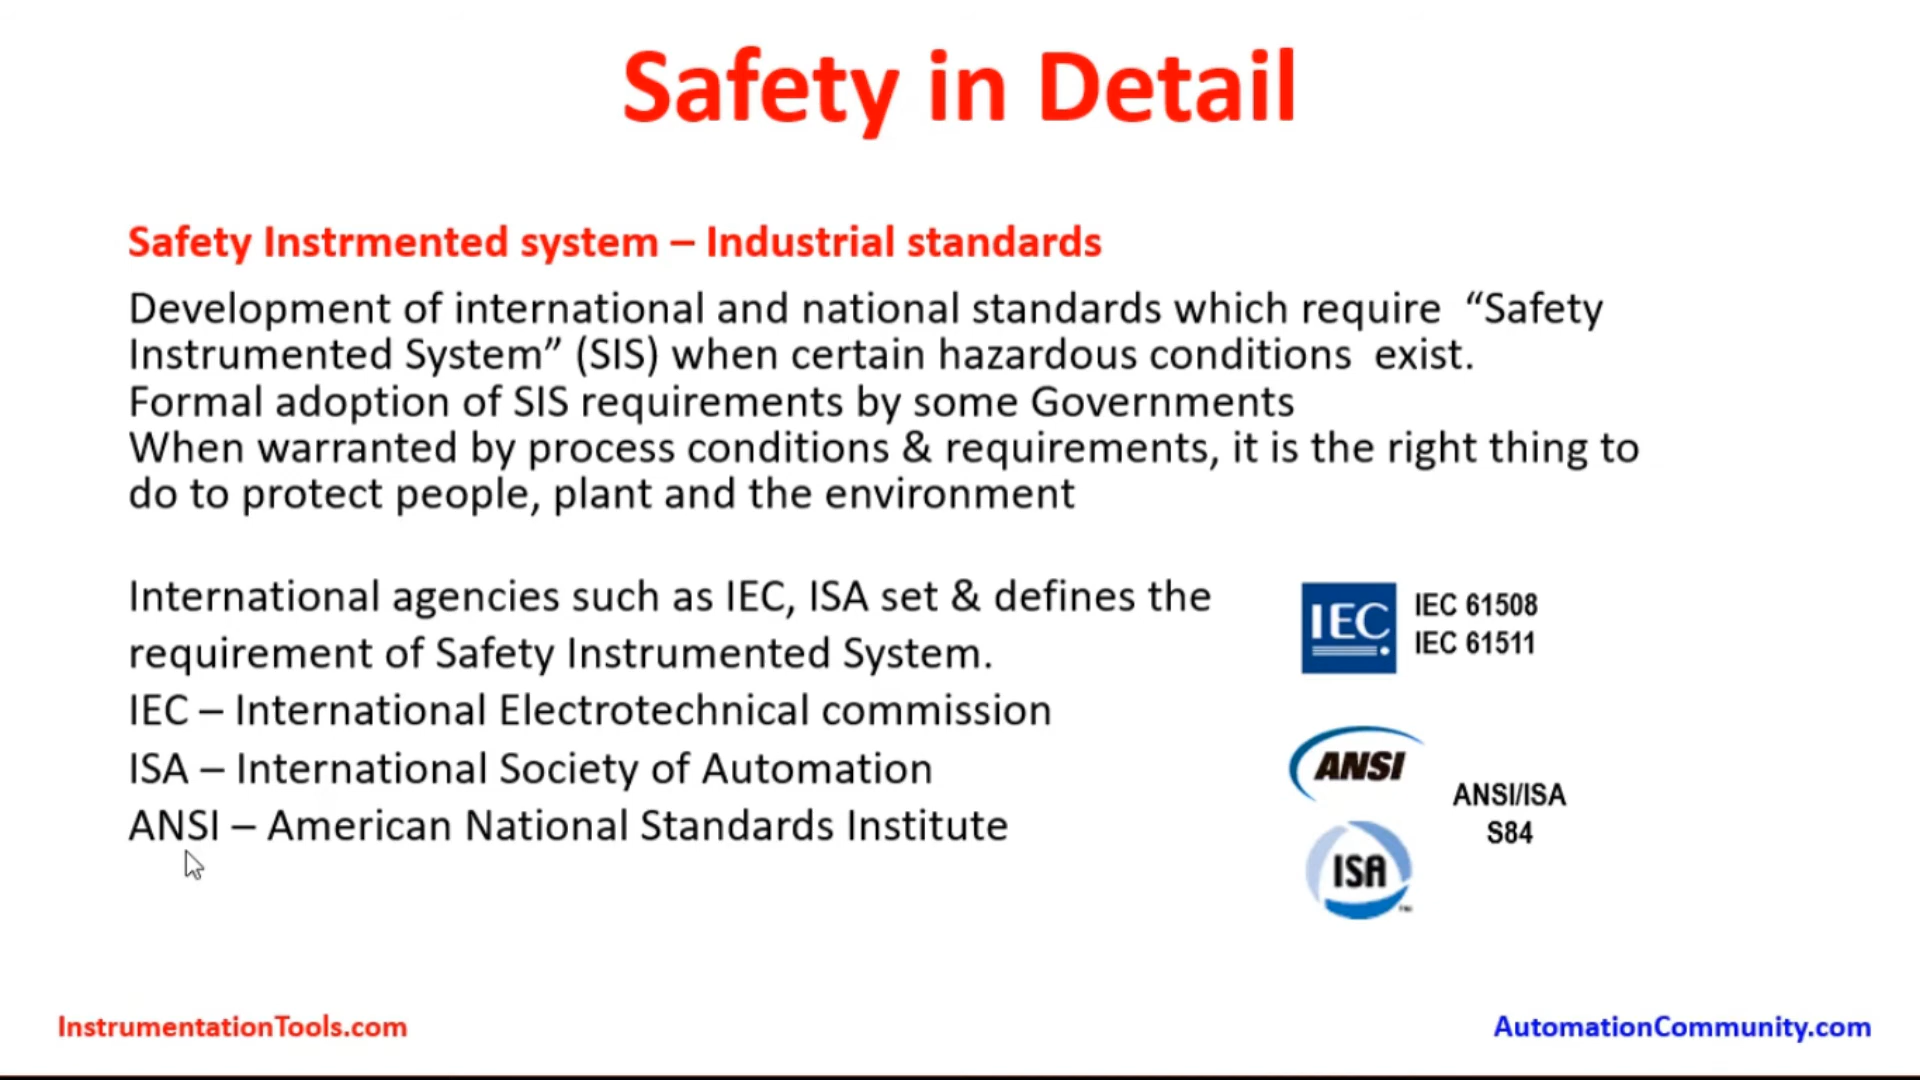 Safety in Detail
Safety Instrmented system – Industrial standards
Development of international and national standards which require “Safety
Instrumented System” (SIS) when certain hazardous conditions exist.
Formal adoption of SIS requirements by some Governments
When warranted by process conditions & requirements, it is the right thing to
do to protect people, plant and the environment
International agencies such as IEC, ISA set & defines the
requirement of Safety Instrumented System.
IEC – International Electrotechnical commission
ISA – International Society of Automation
ANSI – American National Standards Institute
IEC
IEC 61508
IEC 61511
ANSI
ANSI/ISA
S84
ISA
InstrumentationTools.com
AutomationCommunity.com